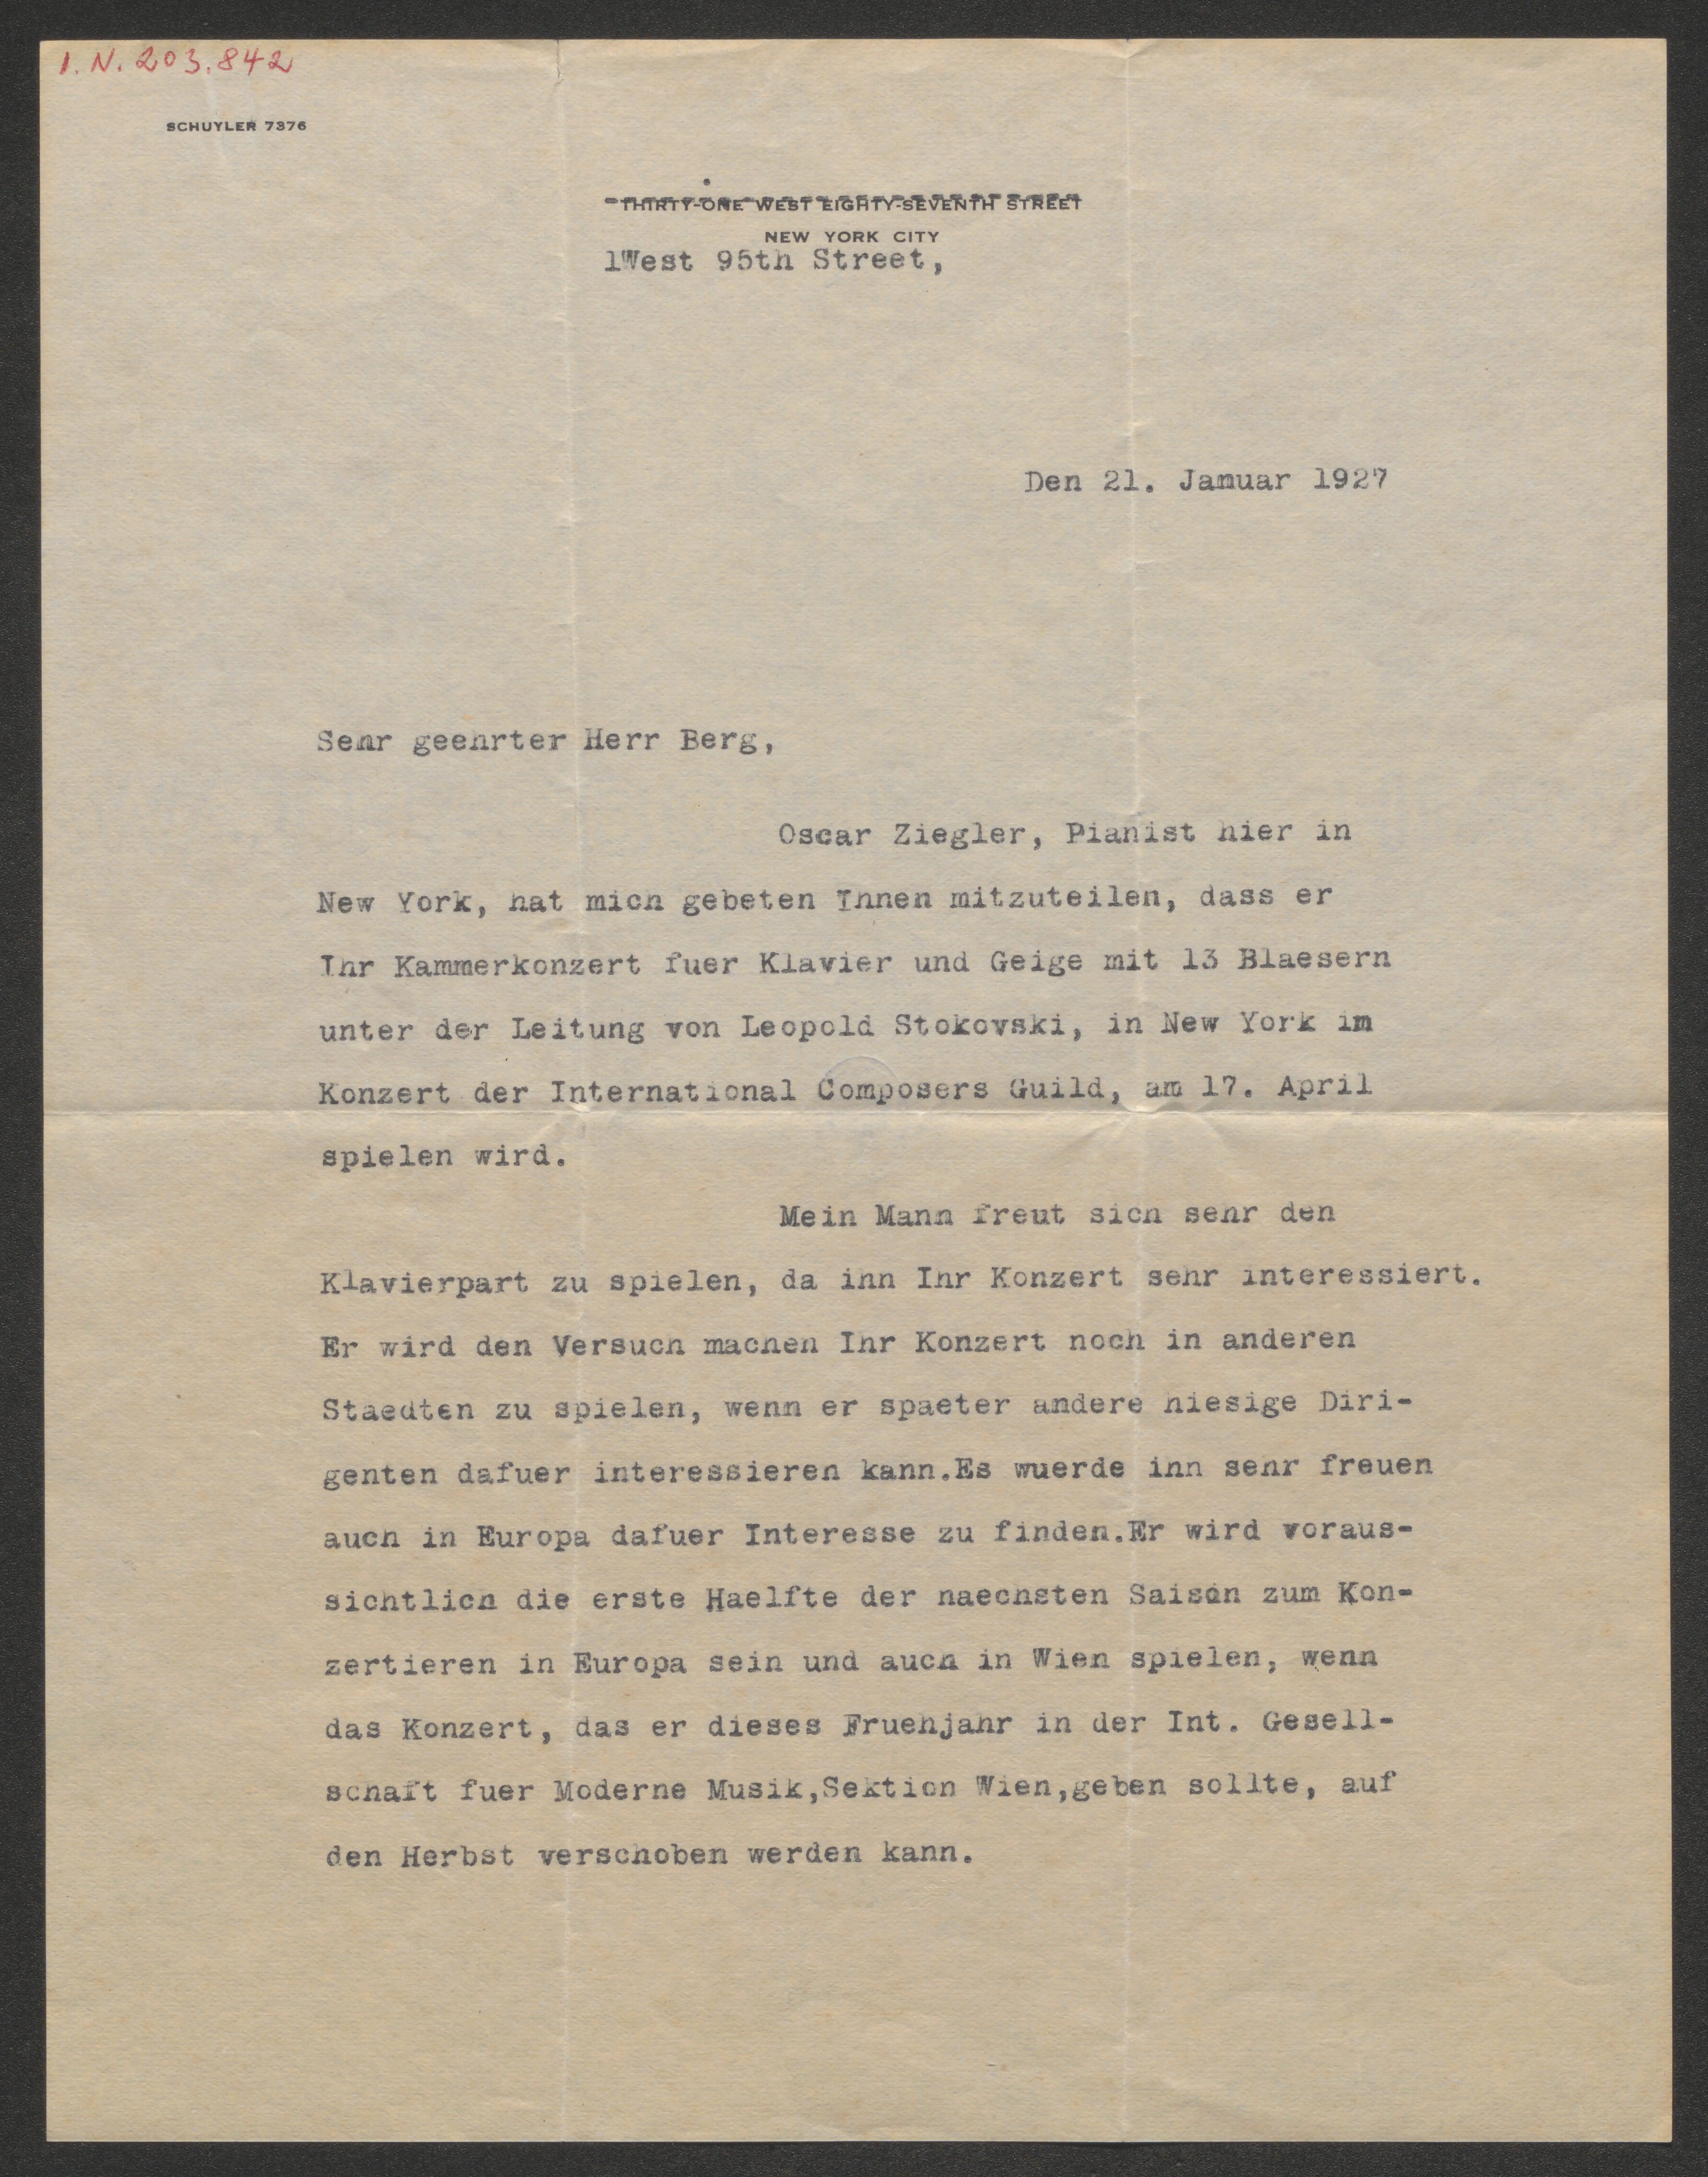 I.N. 203.842
SCHUYLER 7376
THIRTY-ONE WEST EIGHTY-SEVENTH STREET
NEW YORK CITY
1West 95th Street,
Den 21. Januar 1927
Sehr geehrter Herr Berg,
Oscar Ziegler, Pianist hier in
New York, hat mich gebeten Ihnen mitzuteilen, dass er
Ihr Kammerkonzert fuer Klavier und Geige mit 13 Blaesern
unter der Leitung von Leopold Stokovski, in New York im
Konzert der International Composers Guild, am 17. April
spielen wird.
Mein Mann freut sich sehr den
Klavierpart zu spielen, da ihn Ihr Konzert sehr interessiert.
Er wird den Versuch machen Ihr Konzert noch in anderen
Staedten zu spielen, wenn er spaeter andere hiesige Diri-
genten dafuer interessieren kann.Es wuerde ihn sehr freuen
auch in Europa dafuer Interesse zu finden.Er wird voraus-
sichtlich die erste Haelfte der naechsten Saison zum Kon-
zertieren in Europa sein und auch in Wien spielen, wenn
das Konzert, das er dieses Fruehjahr in der Int. Gesell-
schaft fuer Moderne Musik,Sektion Wien,geben sollte, auf
den Herbst verschoben werden kann.